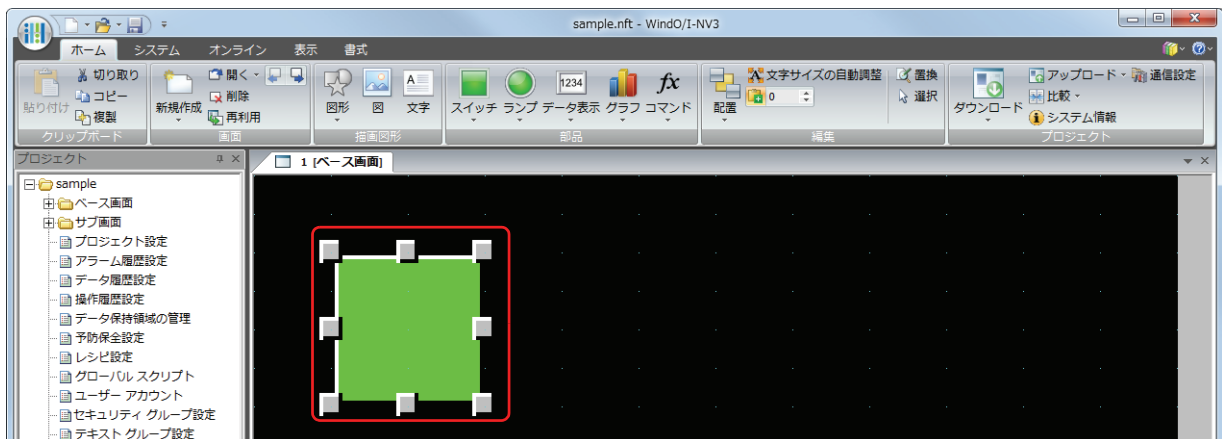 sample.nft - WindO/I-NV3
ホーム システム オンライン 表示 書式
貼り付け
切り取り
コピー
複製
クリップボード
新規作成
開く
削除
再利用
画面
図形 図 文字
描画図形
スイッチ ランプ データ表示 グラフ コマンド
1234
fx
部品
配置
文字サイズの自動調整
0
置換
選択
編集
ダウンロード
アップロード
比較
システム情報
通信設定
プロジェクト
プロジェクト
1 [ベース画面]
sample
ベース画面
サブ画面
プロジェクト設定
アラーム履歴設定
データ履歴設定
操作履歴設定
データ保持領域の管理
予防保全設定
レシピ設定
グローバル スクリプト
ユーザー アカウント
セキュリティ グループ設定
テキスト グループ設定